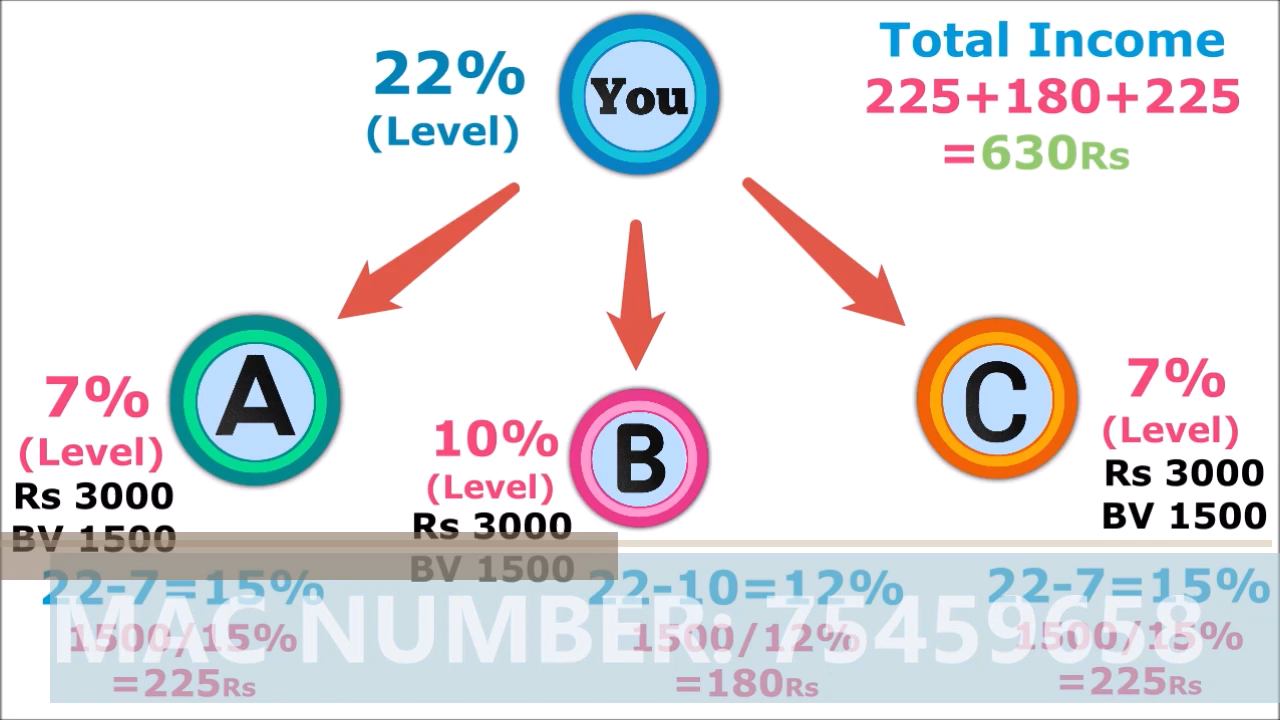 22%
(Level)
You
Total Income
225+180+225
=630Rs
A
7%
(Level)
Rs 3000
BV 1500
B
10%
(Level)
Rs 3000
BV 1500
C
7%
(Level)
Rs 3000
BV 1500
22-7=15%
1500/15%
=225Rs
22-10=12%
1500/12%
=180Rs
22-7=15%
1500/15%
=225Rs
MAC NUMBER: 75459658